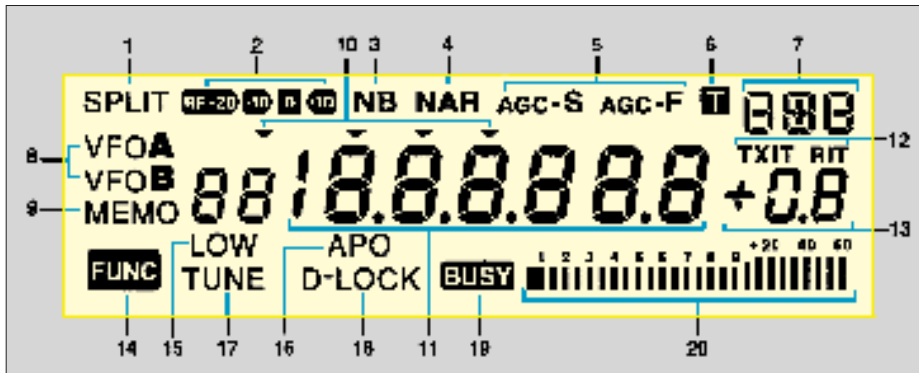 1 2 10 3 4 5 6 7
SPLIT RF-20 -10 0 +10 NB NAR AGC-S AGC-F T
8 VFOA 12
TXIT RIT
VFOB 88 188.8.8.8.8 +0.8
9 MEMO 13
LOW APO
FUNC TUNE D-LOCK BUSY 1 2 3 4 5 6 7 8 9 +20 40 60
14 15 17 16 18 11 19 20